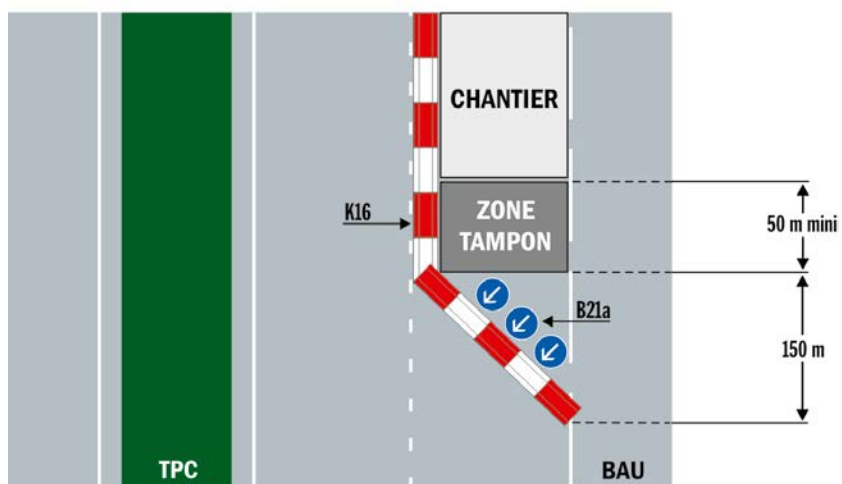 CHANTIER
K16
ZONE
TAMPON
50 m mini
B21a
150 m
TPC
BAU